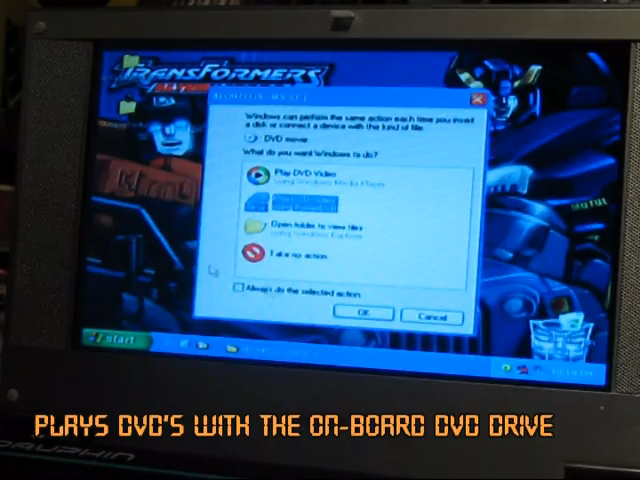 TRANSFORMERS
Windows can perform the same action each time you insert
a disk or connect a device with this kind of file:
DVD movie
What do you want Windows to do?
Play DVD Video
using Windows Media Player
Open folder to view files
using Windows Explorer
Take no action
Always do the selected action
OK
Cancel
start
PLAYS DVD'S WITH THE ON-BOARD DVD DRIVE
DAUPHIN